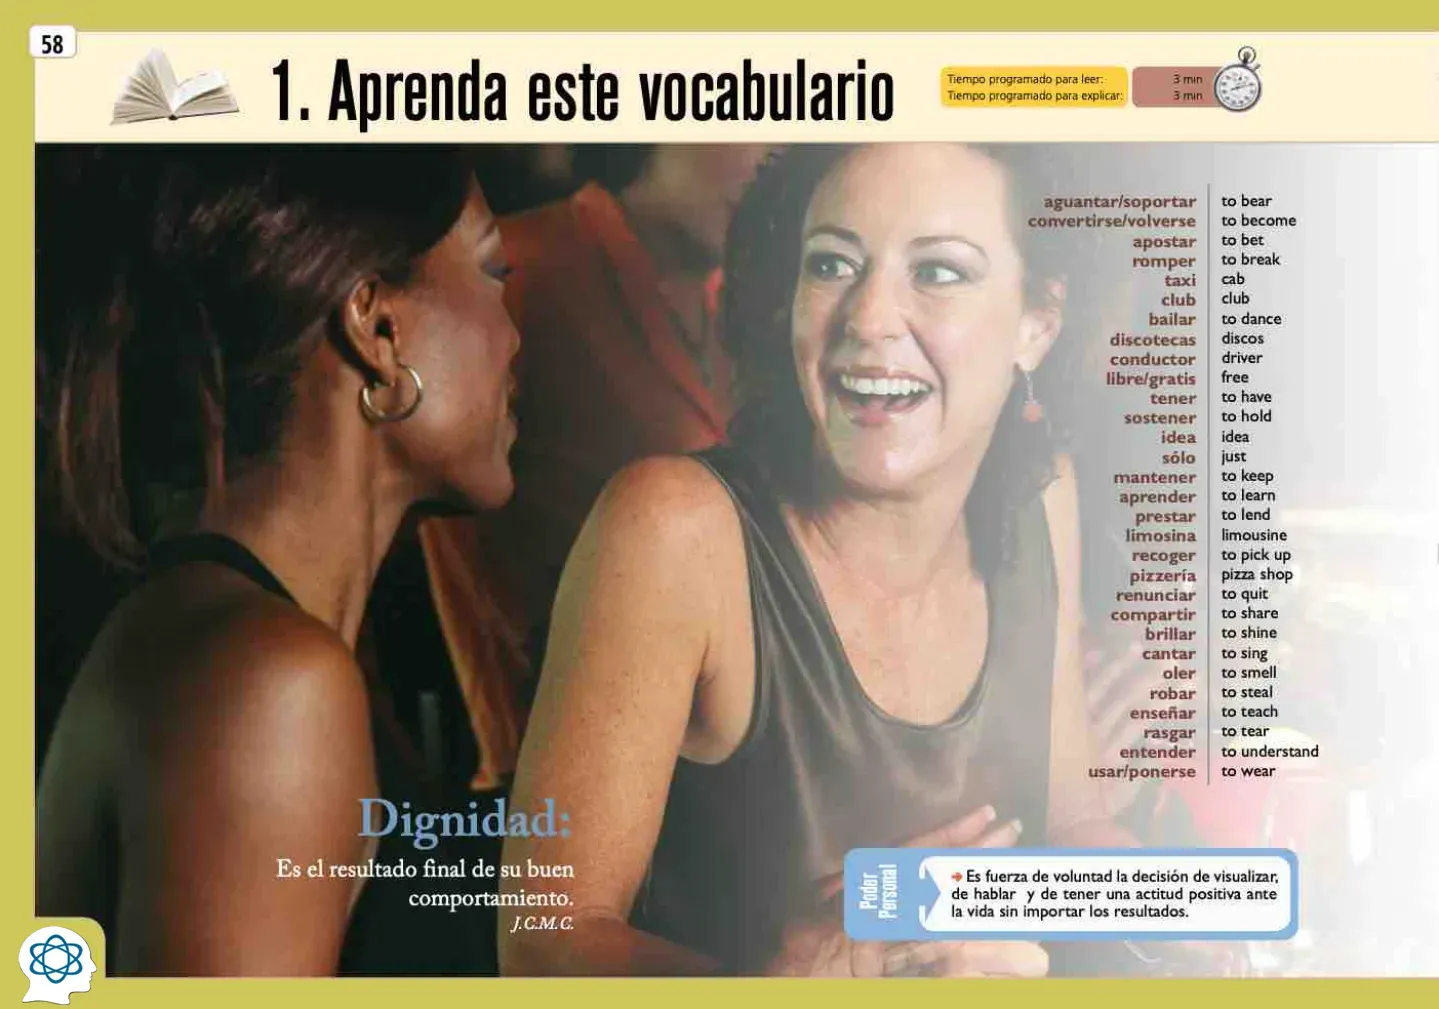 58
1. Aprenda este vocabulario
Tiempo programado para leer: 3 min
Tiempo programado para explicar: 3 min
aguantar/soportar to bear
convertirse/volverse to become
apostar to bet
romper to break
taxi cab
club club
bailar to dance
discotecas discos
conductor driver
libre/gratis free
tener to have
sostener to hold
idea idea
sólo just
mantener to keep
aprender to learn
prestar to lend
limosina limousine
recoger to pick up
pizzería pizza shop
renunciar to quit
compartir to share
brillar to shine
cantar to sing
oler to smell
robar to steal
enseñar to teach
rasgar to tear
entender to understand
usar/ponerse to wear
Dignidad:
Es el resultado final de su buen
comportamiento.
J.C.M.C.
Poder
Personal
Es fuerza de voluntad la decisión de visualizar,
de hablar y de tener una actitud positiva ante
la vida sin importar los resultados.